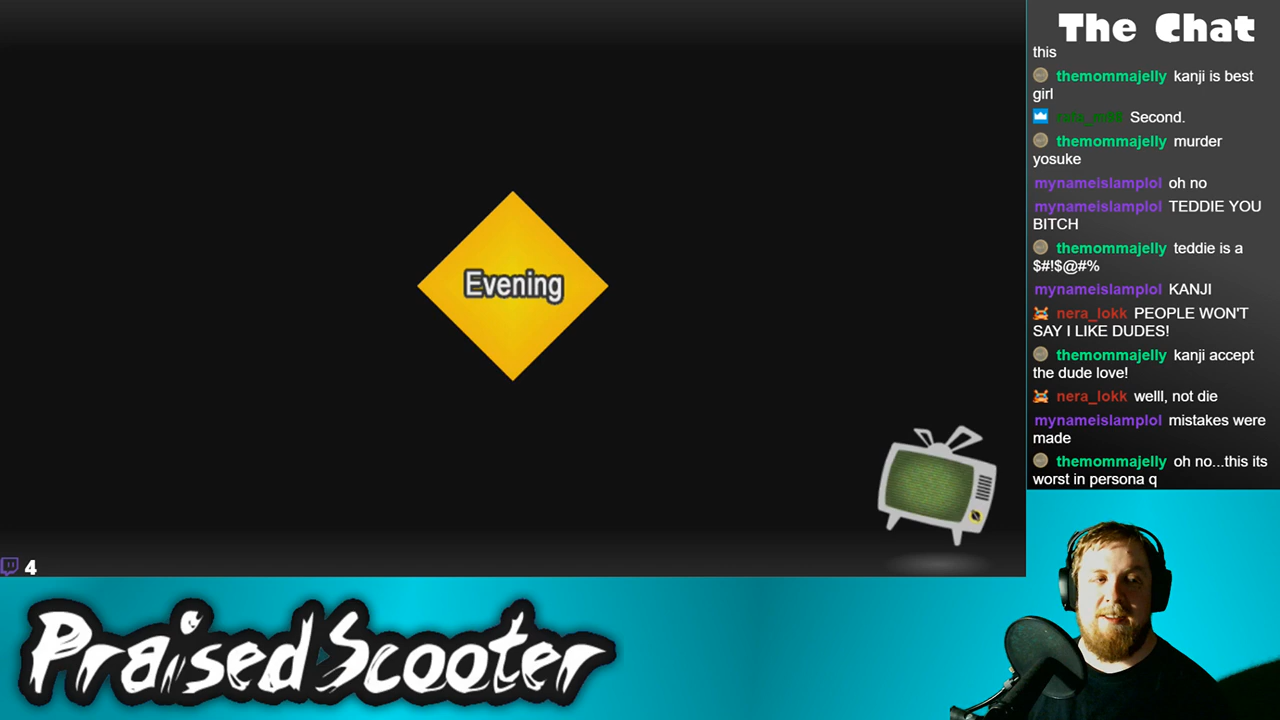 The Chat
this
themommajelly kanji is best
girl
Second.
themommajelly murder
yosuke
mynameislamplol oh no
mynameislamplol TEDDIE YOU
BITCH
themommajelly teddie is a
$#!$@#%
mynameislamplol KANJI
nera_lokk PEOPLE WON'T
SAY I LIKE DUDES!
themommajelly kanji accept
the dude love!
nera_lokk welll, not die
mynameislamplol mistakes were
made
themommajelly oh no...this its
worst in persona q
Evening
4
PraisedScooter